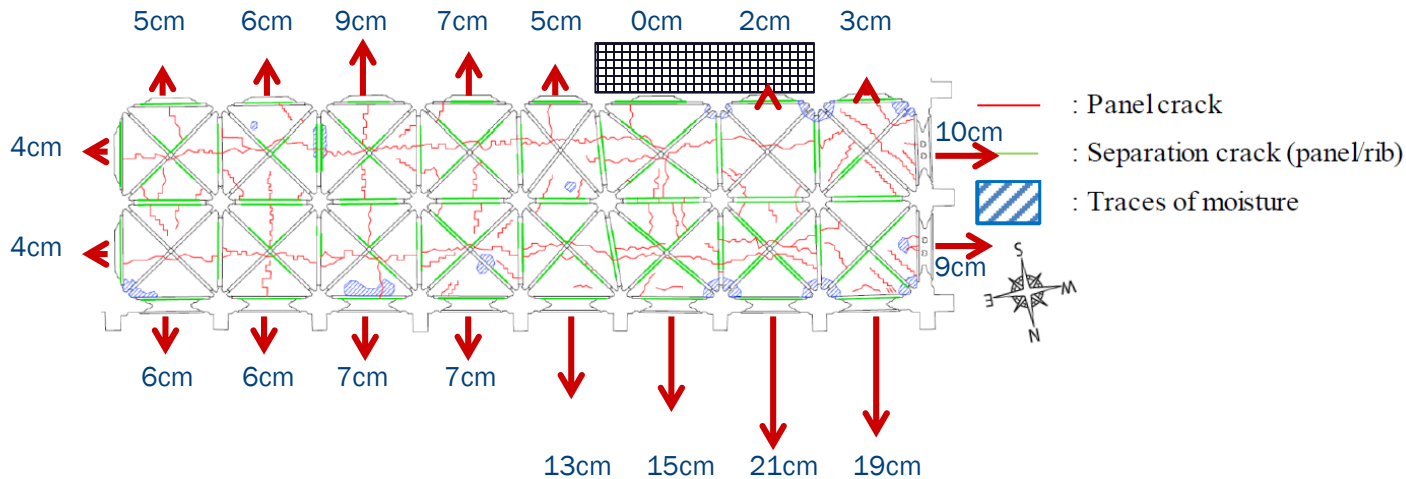 5cm 6cm 9cm 7cm 5cm 0cm 2cm 3cm
: Panel crack
10cm
4cm
: Separation crack (panel/rib)
: Traces of moisture
4cm
9cm
S
E
W
N
6cm 6cm 7cm 7cm
13cm 15cm 21cm 19cm